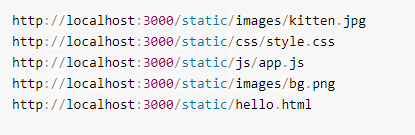 http://localhost:3000/static/images/kitten.jpg
http://localhost:3000/static/css/style.css
http://localhost:3000/static/js/app.js
http://localhost:3000/static/images/bg.png
http://localhost:3000/static/hello.html